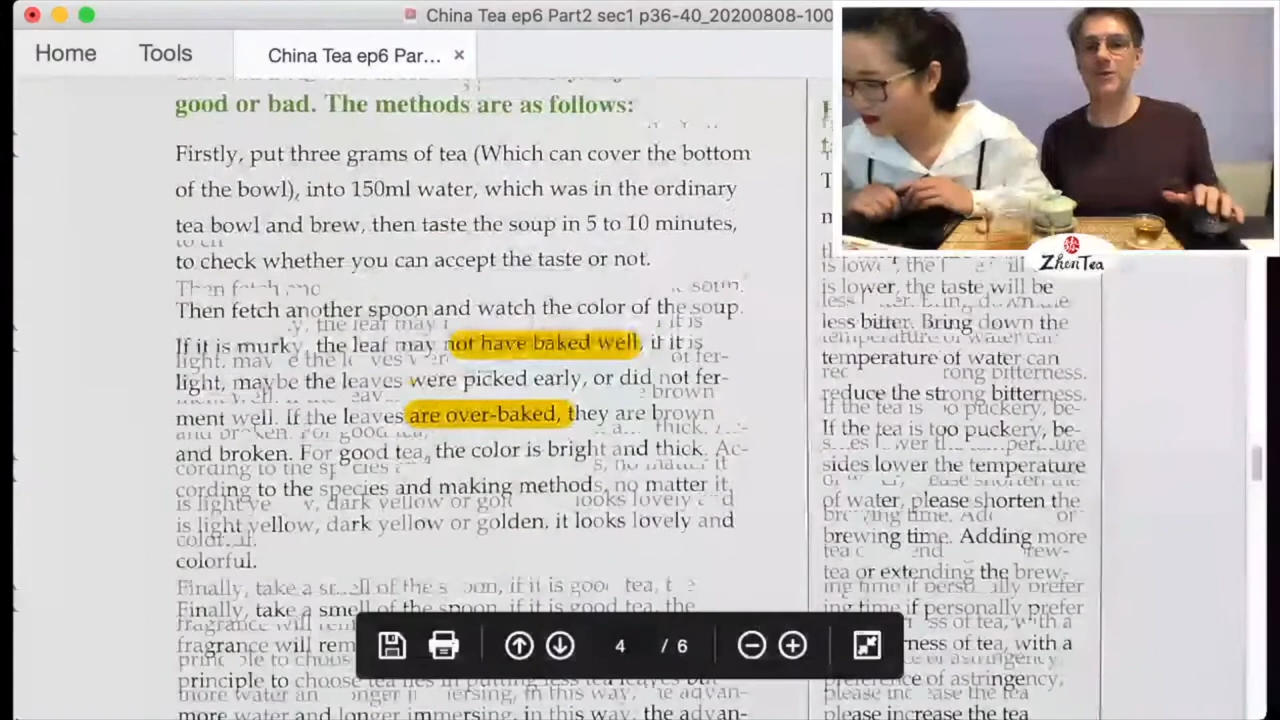 China Tea ep6 Part2 sec1 p36-40_20200808-100
Home
Tools
China Tea ep6 Par...
×
good or bad. The methods are as follows:
Firstly, put three grams of tea (Which can cover the bottom
of the bowl), into 150ml water, which was in the ordinary
tea bowl and brew, then taste the soup in 5 to 10 minutes,
to check whether you can accept the taste or not.
Then fetch another spoon and watch the color of the soup.
If it is murky, the leaf may not have baked well, if it is
light, maybe the leaves were picked early, or did not fer-
ment well. If the leaves are over-baked, they are brown
and broken. For good tea, the color is bright and thick. Ac-
cording to the species and making methods, no matter it
is light yellow, dark yellow or golden, it looks lovely and
colorful.
Finally, take a smell of the spoon, if it is good tea, the
fragrance will rem
principle to choose
more water and longer immersing, in this way, the advan-
is lower, the taste will be
less bitter. Bring down the
temperature of water can
reduce the strong bitterness.
If the tea is too puckery, be-
sides lower the temperature
of water, please shorten the
brewing time. Adding more
tea or extending the brew-
ing time if personally prefer
ness of tea, with a
preference of astringency,
please increase the tea
4 / 6
ZhenTea